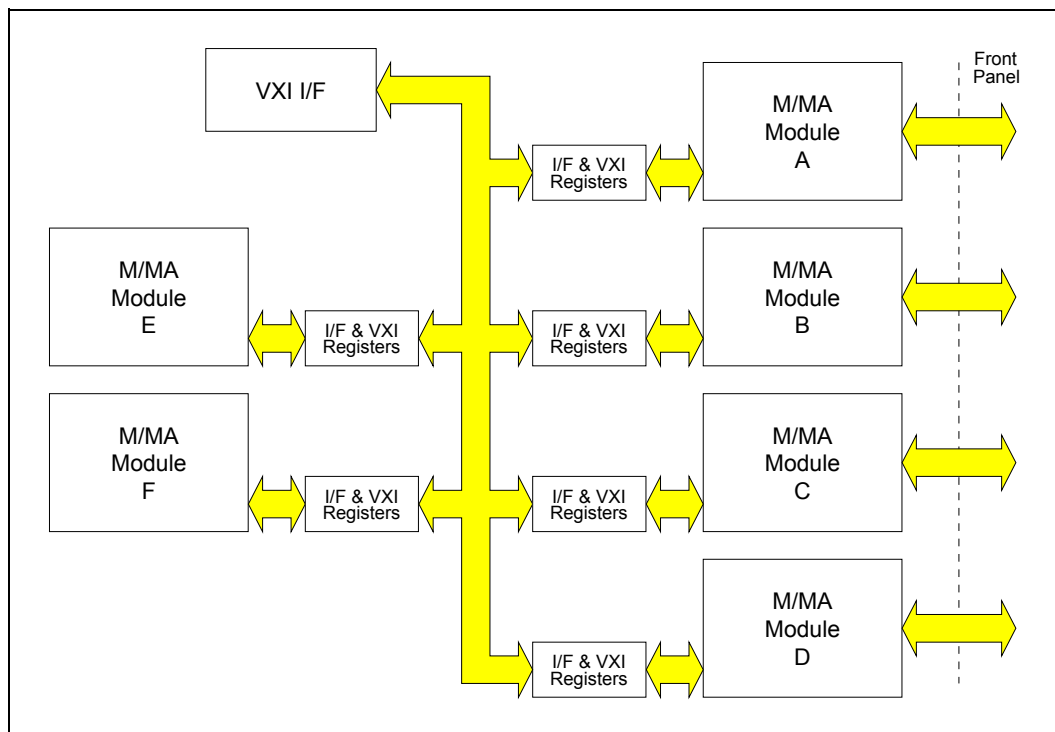 VXI I/F
Front
Panel
M/MA
Module
A
I/F & VXI
Registers
M/MA
Module
E
I/F & VXI
Registers
I/F & VXI
Registers
M/MA
Module
B
M/MA
Module
F
I/F & VXI
Registers
I/F & VXI
Registers
M/MA
Module
C
I/F & VXI
Registers
M/MA
Module
D